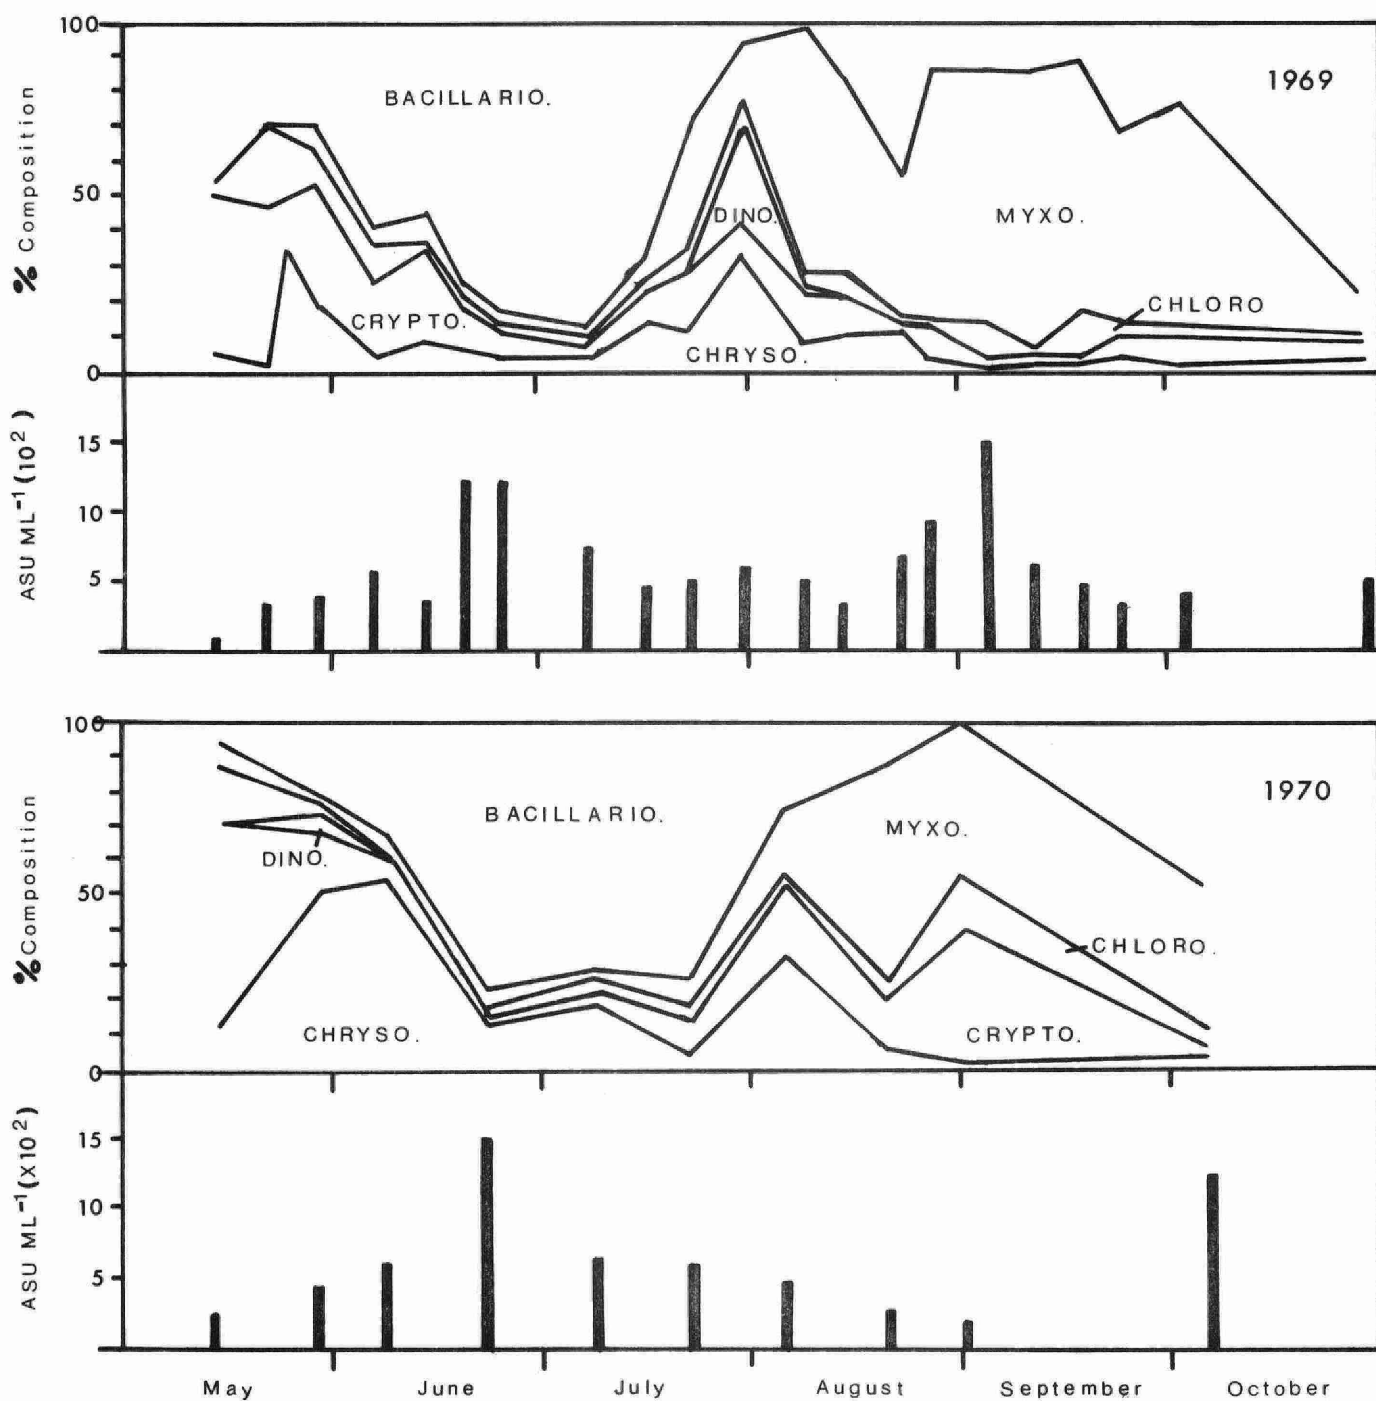 100
50
0
% Composition
1969
BACILLARIO.
DINO.
MYXO.
CRYPTO.
CHRYSO.
CHLORO
15
10
5
ASU ML⁻¹ (10²)
100
50
0
% Composition
1970
BACILLARIO.
MYXO.
DINO.
CHLORO.
CHRYSO.
CRYPTO.
15
10
5
ASU ML⁻¹ (X10²)
May June July August September October